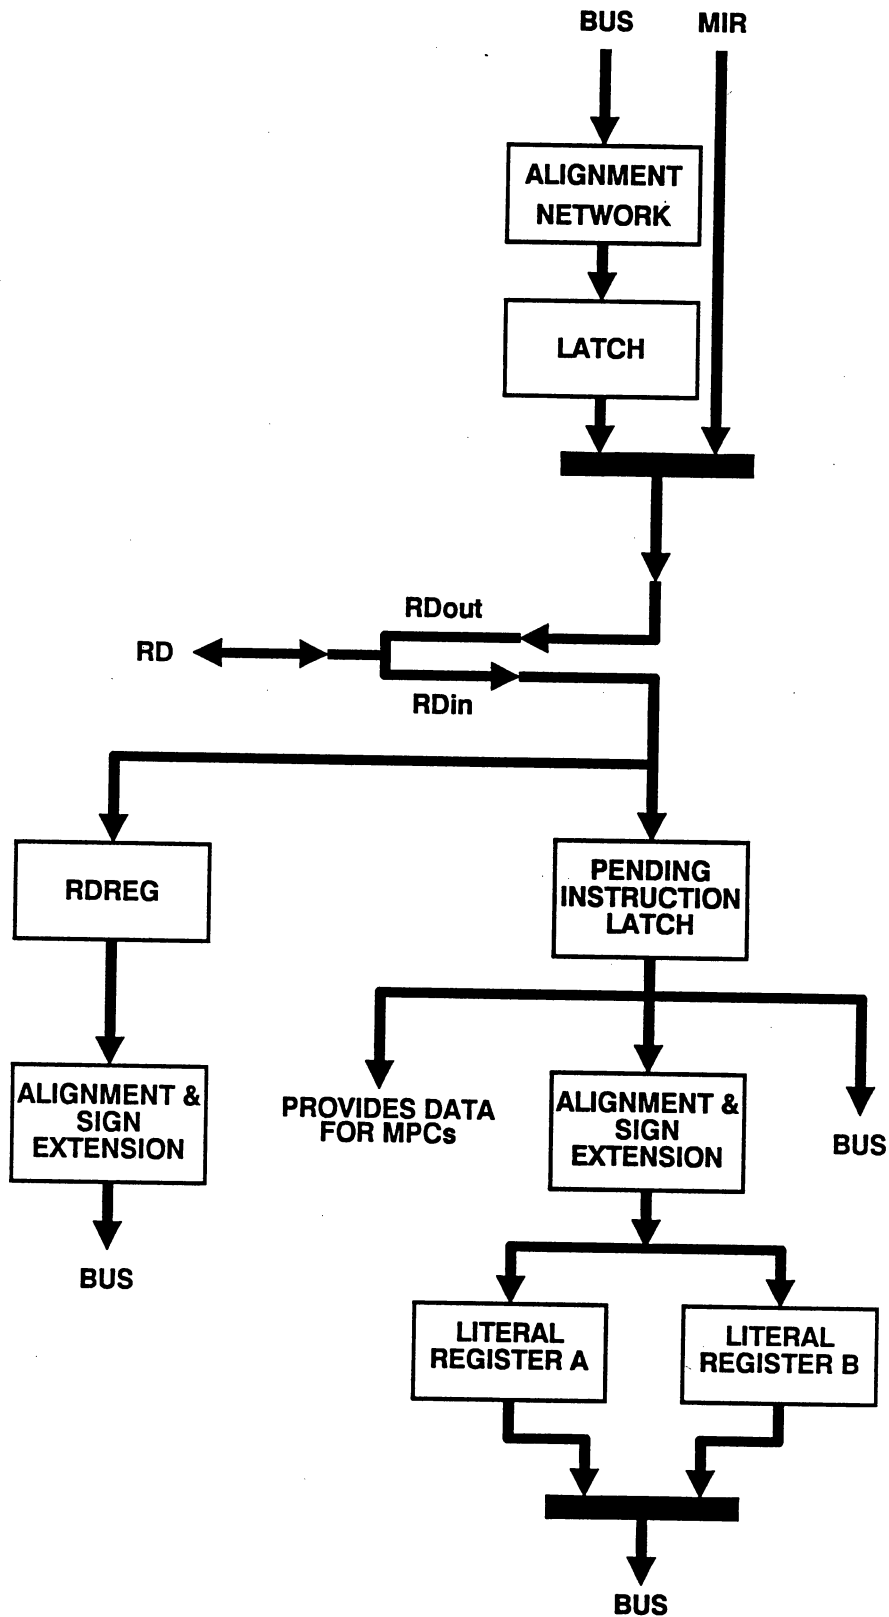 BUS
MIR
ALIGNMENT
NETWORK
LATCH
RDout
RD
RDin
RDREG
PENDING
INSTRUCTION
LATCH
ALIGNMENT &
SIGN
EXTENSION
PROVIDES DATA
FOR MPCs
ALIGNMENT &
SIGN
EXTENSION
BUS
BUS
LITERAL
REGISTER A
LITERAL
REGISTER B
BUS